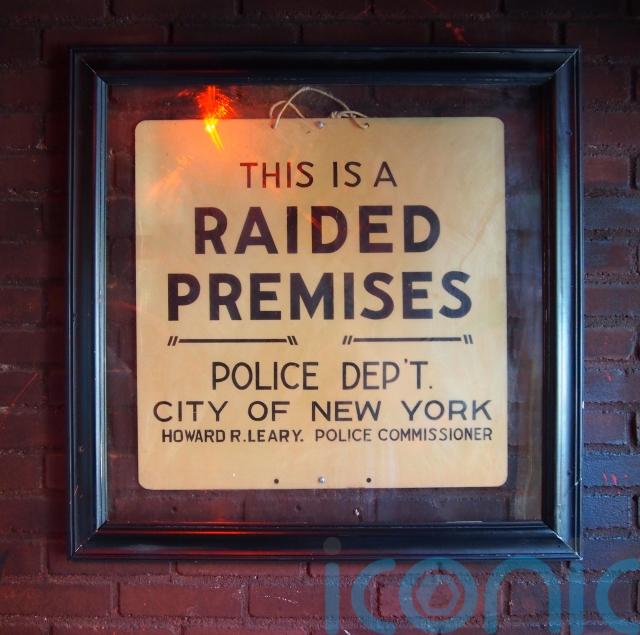 THIS IS A
RAIDED
PREMISES
POLICE DEP'T.
CITY OF NEW YORK
HOWARD R. LEARY. POLICE COMMISSIONER
iconic